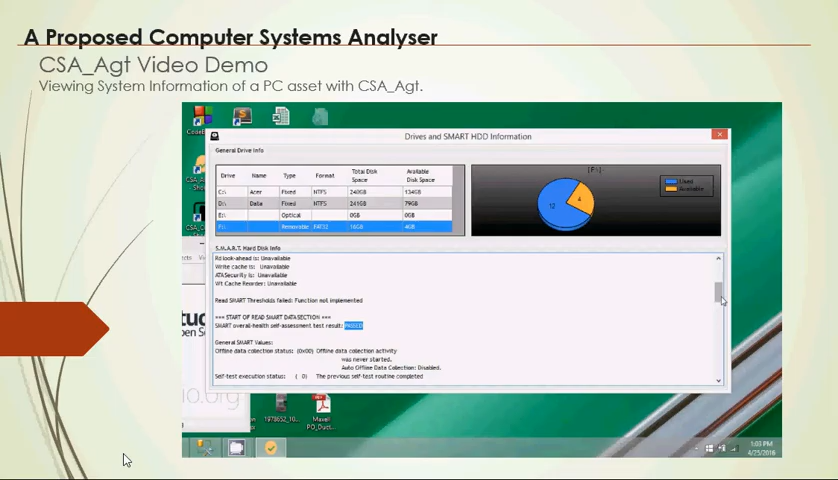 A Proposed Computer Systems Analyser
CSA_Agt Video Demo
Viewing System Information of a PC asset with CSA_Agt.
Drives and SMART HDD Information
General Drive Info
Drive Name Type Format Total Disk Space Available Disk Space
C:\ Acer Fixed NTFS 240GB 134GB
D:\ Data Fixed NTFS 241GB 79GB
E:\ Optical 0GB 0GB
F:\ Removable FAT32 16GB 4GB
[F:\]
12
4
Used
Available
S.M.A.R.T. Hard Disk Info
Rd look-ahead is: Unavailable
Write cache is: Unavailable
ATA Security is: Unavailable
Wt Cache Reorder: Unavailable
Read SMART Thresholds failed: Function not implemented
=== START OF READ SMART DATA SECTION ===
SMART overall-health self-assessment test result: PASSED
General SMART Values:
Offline data collection status: (0x00) Offline data collection activity
was never started.
Auto Offline Data Collection: Disabled.
Self-test execution status: ( 0) The previous self-test routine completed
1978652_10...
PO_Duct...
1:03 PM
4/25/2016